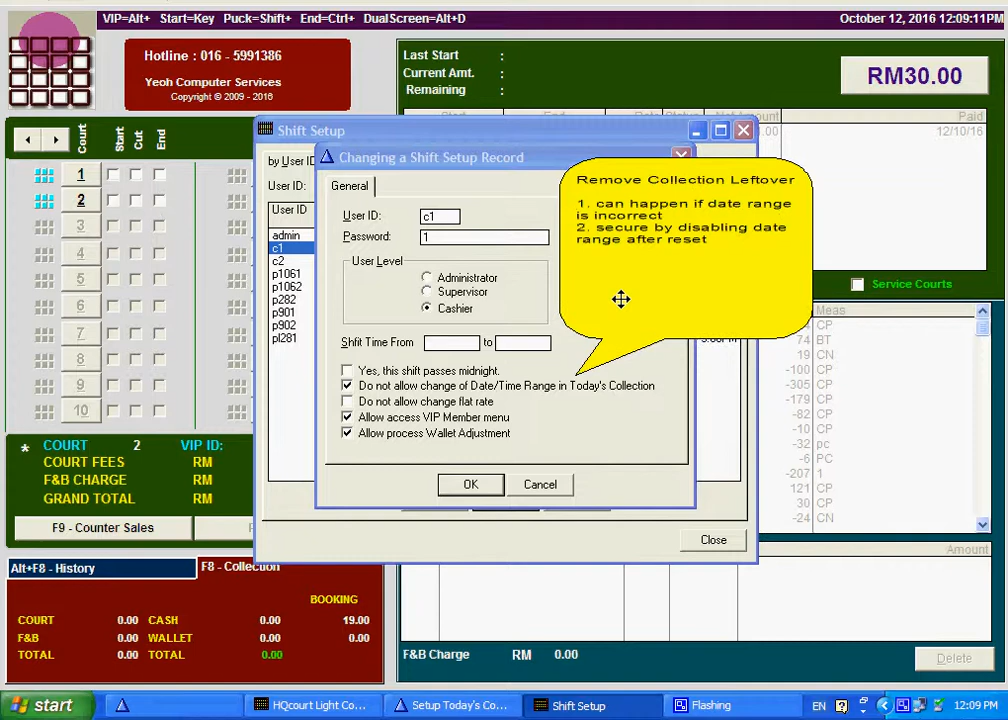 VIP=Alt+ Start=Key Puck=Shift+ End=Ctrl+ DualScreen=Alt+D
October 12, 2016 12:09:11PM
Hotline : 016 - 5991386
Yeoh Computer Services
Copyright © 2009 - 2016
Last Start :
Current Amt. :
Remaining :
RM30.00
Paid
12/10/16
Court Start Cut End
1
2
3
4
5
6
7
8
9
10
Shift Setup
by User ID
User ID:
User ID
admin
c1
c2
p1061
p1062
p282
p901
p902
pl281
Changing a Shift Setup Record
General
User ID: c1
Password: 1
User Level
Administrator
Supervisor
Cashier
Shfit Time From to
Yes, this shift passes midnight.
Do not allow change of Date/Time Range in Today's Collection
Do not allow change flat rate
Allow access VIP Member menu
Allow process Wallet Adjustment
OK Cancel
Close
Remove Collection Leftover
1. can happen if date range
is incorrect
2. secure by disabling date
range after reset
Service Courts
Meas
CP
74 BT
19 CN
-100 CP
-305 CP
-179 CP
-82 CP
-10 CP
-32 pc
-6 PC
-207 1
121 CP
30 CP
-24 CN
* COURT 2 VIP ID:
COURT FEES RM
F&B CHARGE RM
GRAND TOTAL RM
F9 - Counter Sales
Alt+F8 - History
F8 - Collection
BOOKING
COURT 0.00 CASH 0.00 19.00
F&B 0.00 WALLET 0.00 0.00
TOTAL 0.00 TOTAL 0.00
Amount
F&B Charge RM 0.00
Delete
start
HQcourt Light Co...
Setup Today's Co...
Shift Setup
Flashing
EN
12:09 PM